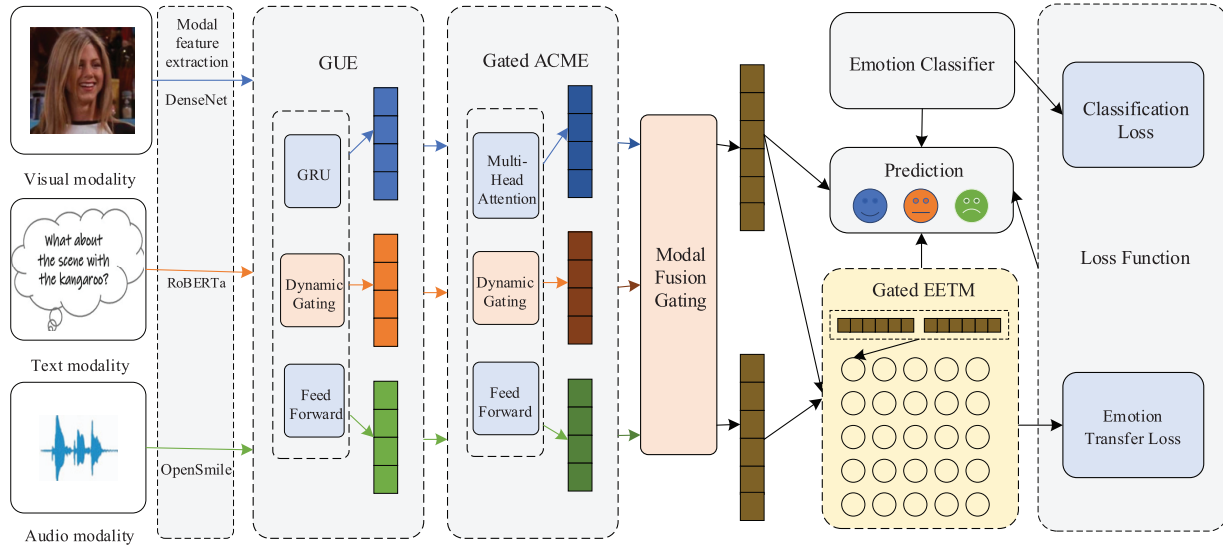 Modal
feature
extraction
DenseNet
Visual modality
What about
the scene with
the kangaroo?
RoBERTa
Text modality
OpenSmile
Audio modality
GUE
GRU
Dynamic
Gating
Feed
Forward
Gated ACME
Multi-
Head
Attention
Dynamic
Gating
Feed
Forward
Modal
Fusion
Gating
Emotion Classifier
Prediction
Gated EETM
Classification
Loss
Loss Function
Emotion
Transfer Loss